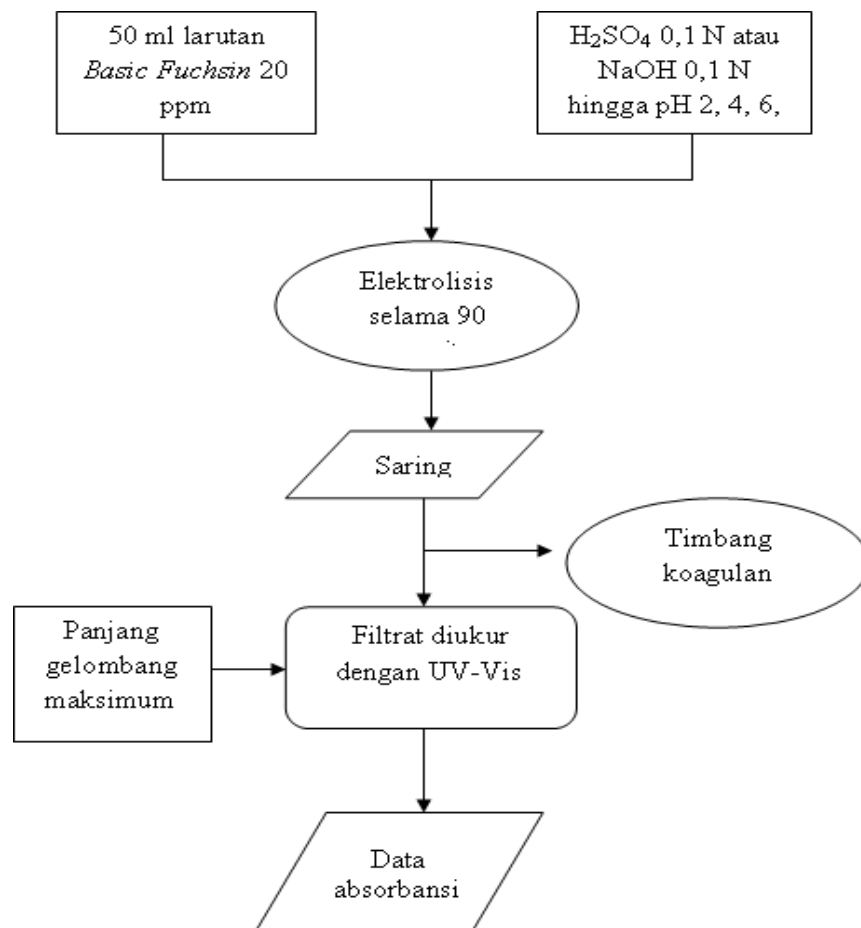 50 ml larutan
Basic Fuchsin 20
ppm
H₂SO₄ 0,1 N atau
NaOH 0,1 N
hingga pH 2, 4, 6,
Elektrolisis
selama 90
Saring
Timbang
koagulan
Panjang
gelombang
maksimum
Filtrat diukur
dengan UV-Vis
Data
absorbansi